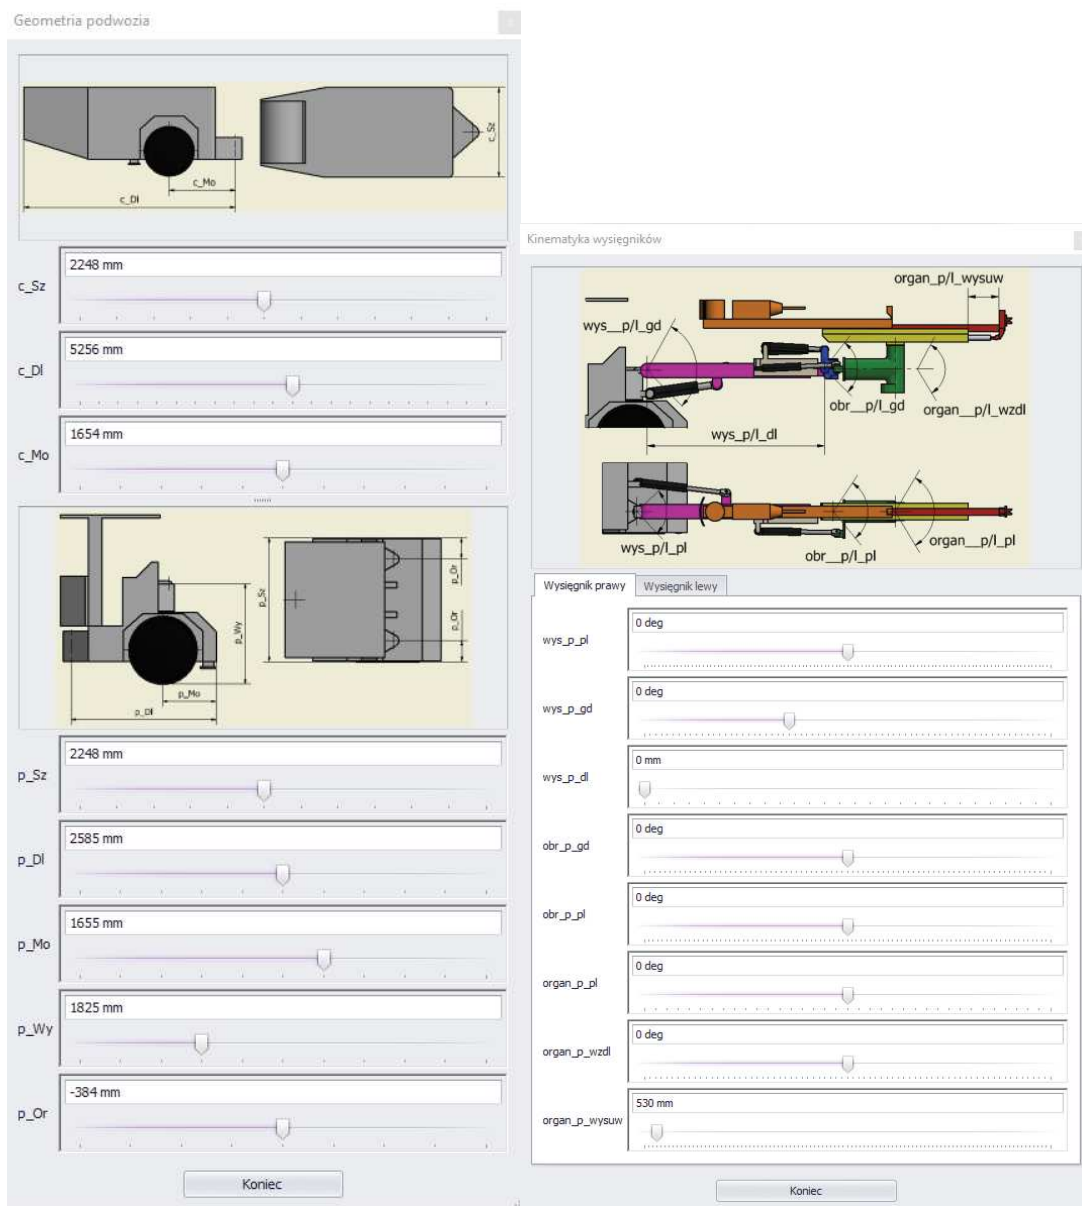 Geometria podwozia
c_Sz
c_Mo
c_Dl
c_Sz
2248 mm
c_Dl
5256 mm
c_Mo
1654 mm
p_Wy
p_Mo
p_Dl
p_Sz
p_Or
p_Or
p_Sz
2248 mm
p_Dl
2585 mm
p_Mo
1655 mm
p_Wy
1825 mm
p_Or
-384 mm
Koniec
Kinematyka wysięgników
organ_p/l_wysuw
wys__p/l_gd
obr__p/l_gd
organ__p/l_wzdl
wys_p/l_dl
wys_p/l_pl
obr__p/l_pl
organ__p/l_pl
Wysięgnik prawy
Wysięgnik lewy
wys_p_pl
0 deg
wys_p_gd
0 deg
wys_p_dl
0 mm
obr_p_gd
0 deg
obr_p_pl
0 deg
organ_p_pl
0 deg
organ_p_wzdl
0 deg
organ_p_wysuw
530 mm
Koniec